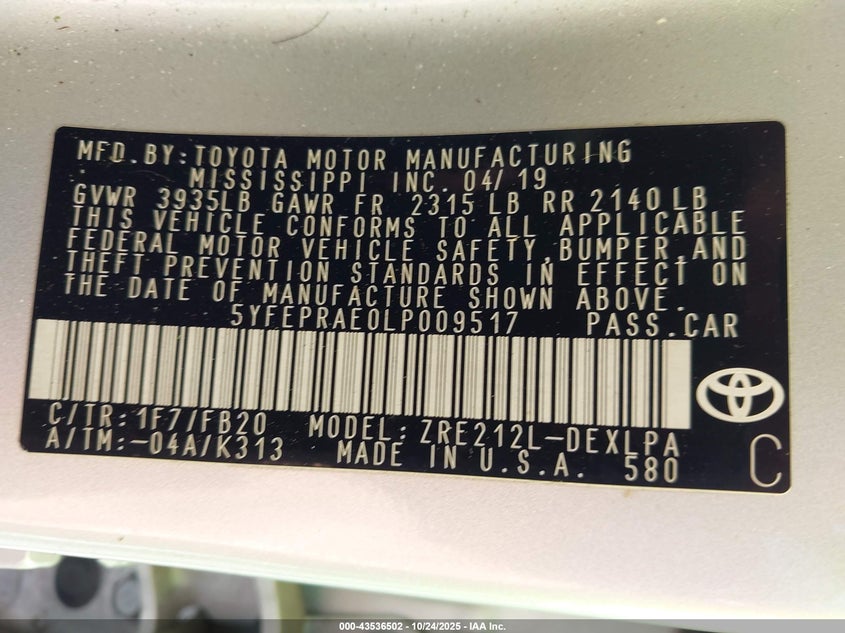 MFD.BY:TOYOTA MOTOR MANUFACTURING
MISSISSIPPI INC. 04/19
GVWR 3935LB GAWR FR 2315 LB RR 2140 LB
THIS VEHICLE CONFORMS TO ALL APPLICABLE
FEDERAL MOTOR VEHICLE SAFETY,BUMPER,AND
THEFT PREVENTION STANDARDS IN EFFECT ON
THE DATE OF MANUFACTURE SHOWN ABOVE.
5YFEPRAE0LP009517 PASS.CAR
C/TR:1F7/FB20 MODEL:ZRE212L-DEXLPA
A/TM:-04A/K313 MADE IN U.S.A. 580
C
000-43536502 - 10/24/2025 - IAA Inc.